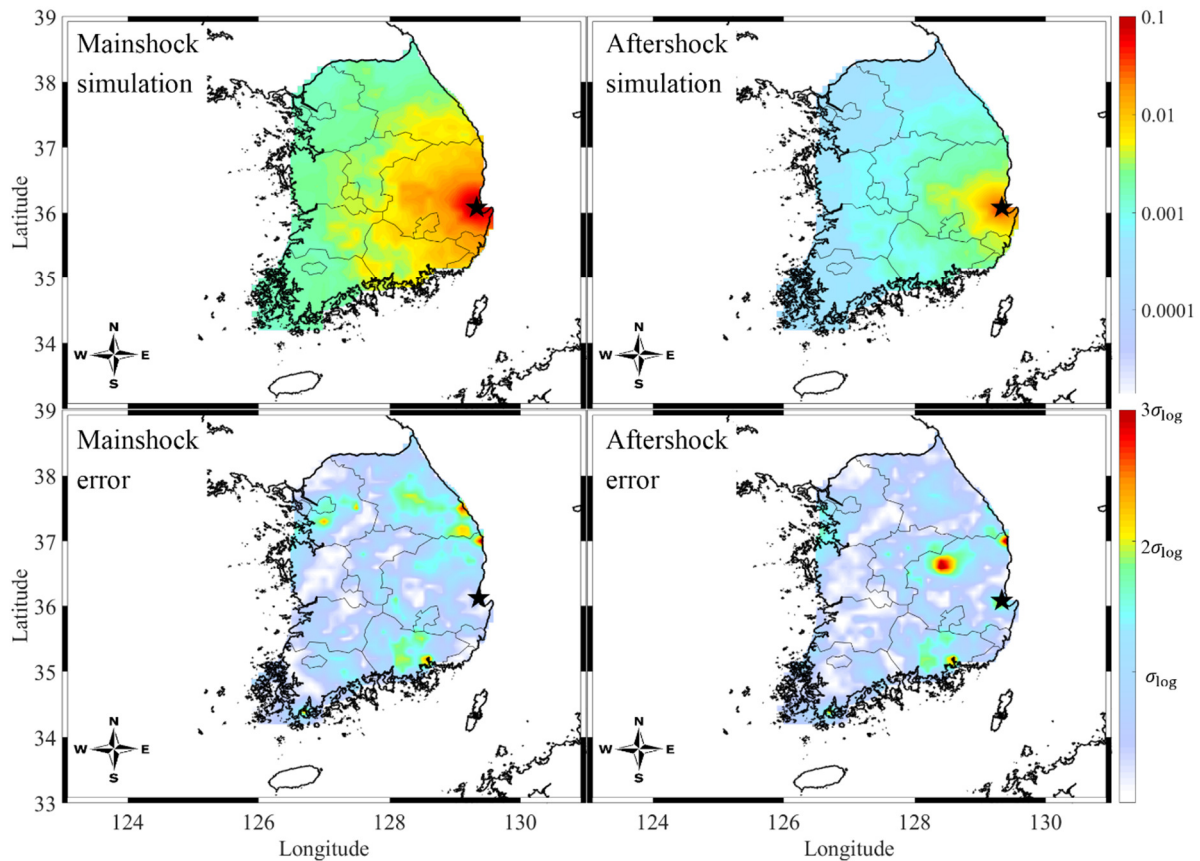 39
38
37
36
35
34
39
Latitude
Mainshock
simulation
N
W E
S
Aftershock
simulation
N
W E
S
0.1
0.01
0.001
0.0001
38
37
36
35
34
33
Latitude
Mainshock
error
N
W E
S
124
126
128
130
Longitude
Aftershock
error
N
W E
S
124
126
128
130
Longitude
3σlog
2σlog
σlog